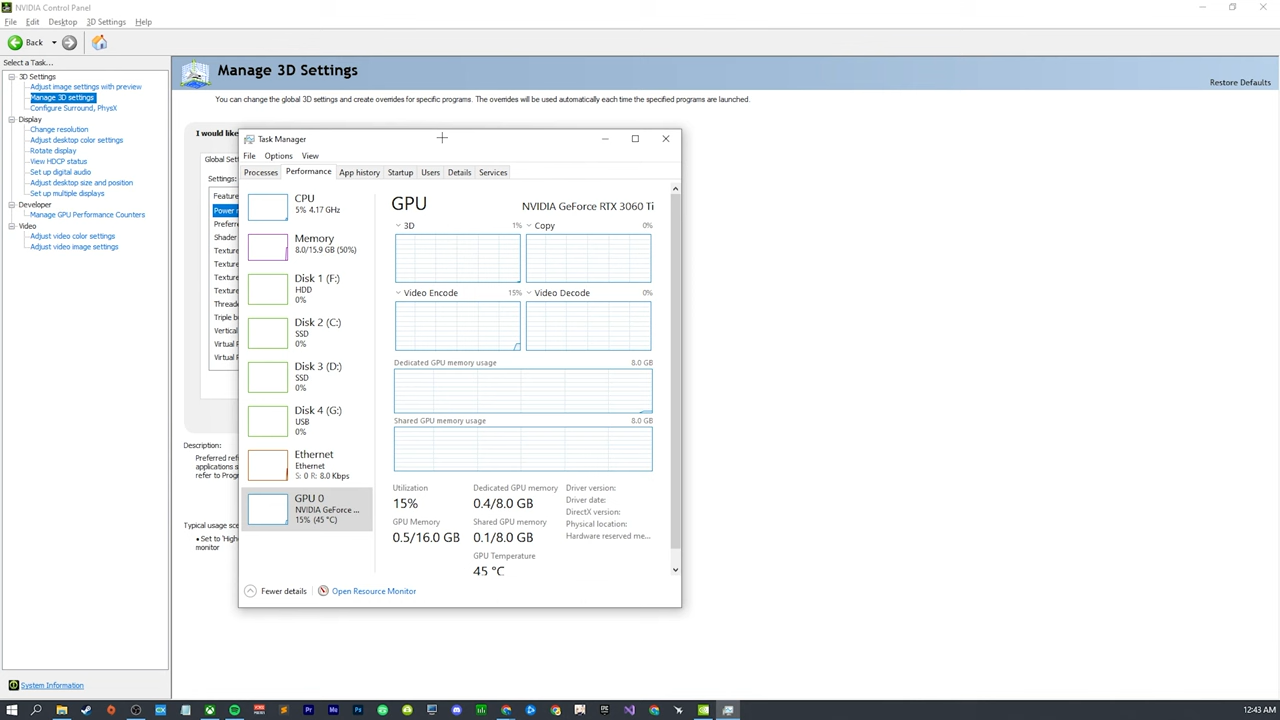 NVIDIA Control Panel
File Edit Desktop 3D Settings Help
Back
Select a Task...
3D Settings
Adjust image settings with preview
Manage 3D settings
Configure Surround, PhysX
Display
Change resolution
Adjust desktop color settings
Rotate display
View HDCP status
Set up digital audio
Adjust desktop size and position
Set up multiple displays
Developer
Manage GPU Performance Counters
Video
Adjust video color settings
Adjust video image settings
System Information
Manage 3D Settings
Restore Defaults
You can change the global 3D settings and create overrides for specific programs. The overrides will be used automatically each time the specified programs are launched.
I would like
Global Set
Settings:
Feature
Power m
Preferr
Shader
Texture
Texture
Texture
Texture
Threade
Triple b
Vertical
Virtual R
Virtual R
Description:
Preferred refr
applications s
refer to Progr
Typical usage sce
• Set to 'High
monitor
Task Manager
File Options View
Processes Performance App history Startup Users Details Services
CPU
5% 4.17 GHz
Memory
8.0/15.9 GB (50%)
Disk 1 (F:)
HDD
0%
Disk 2 (C:)
SSD
0%
Disk 3 (D:)
SSD
0%
Disk 4 (G:)
USB
0%
Ethernet
Ethernet
S: 0 R: 8.0 Kbps
GPU 0
NVIDIA GeForce ...
15% (45 °C)
GPU NVIDIA GeForce RTX 3060 Ti
3D 1% Copy 0%
Video Encode 15% Video Decode 0%
Dedicated GPU memory usage 8.0 GB
Shared GPU memory usage 8.0 GB
Utilization
15%
GPU Memory
0.5/16.0 GB
Dedicated GPU memory
0.4/8.0 GB
Shared GPU memory
0.1/8.0 GB
GPU Temperature
45 °C
Driver version:
Driver date:
DirectX version:
Physical location:
Hardware reserved me...
Fewer details Open Resource Monitor
12:43 AM